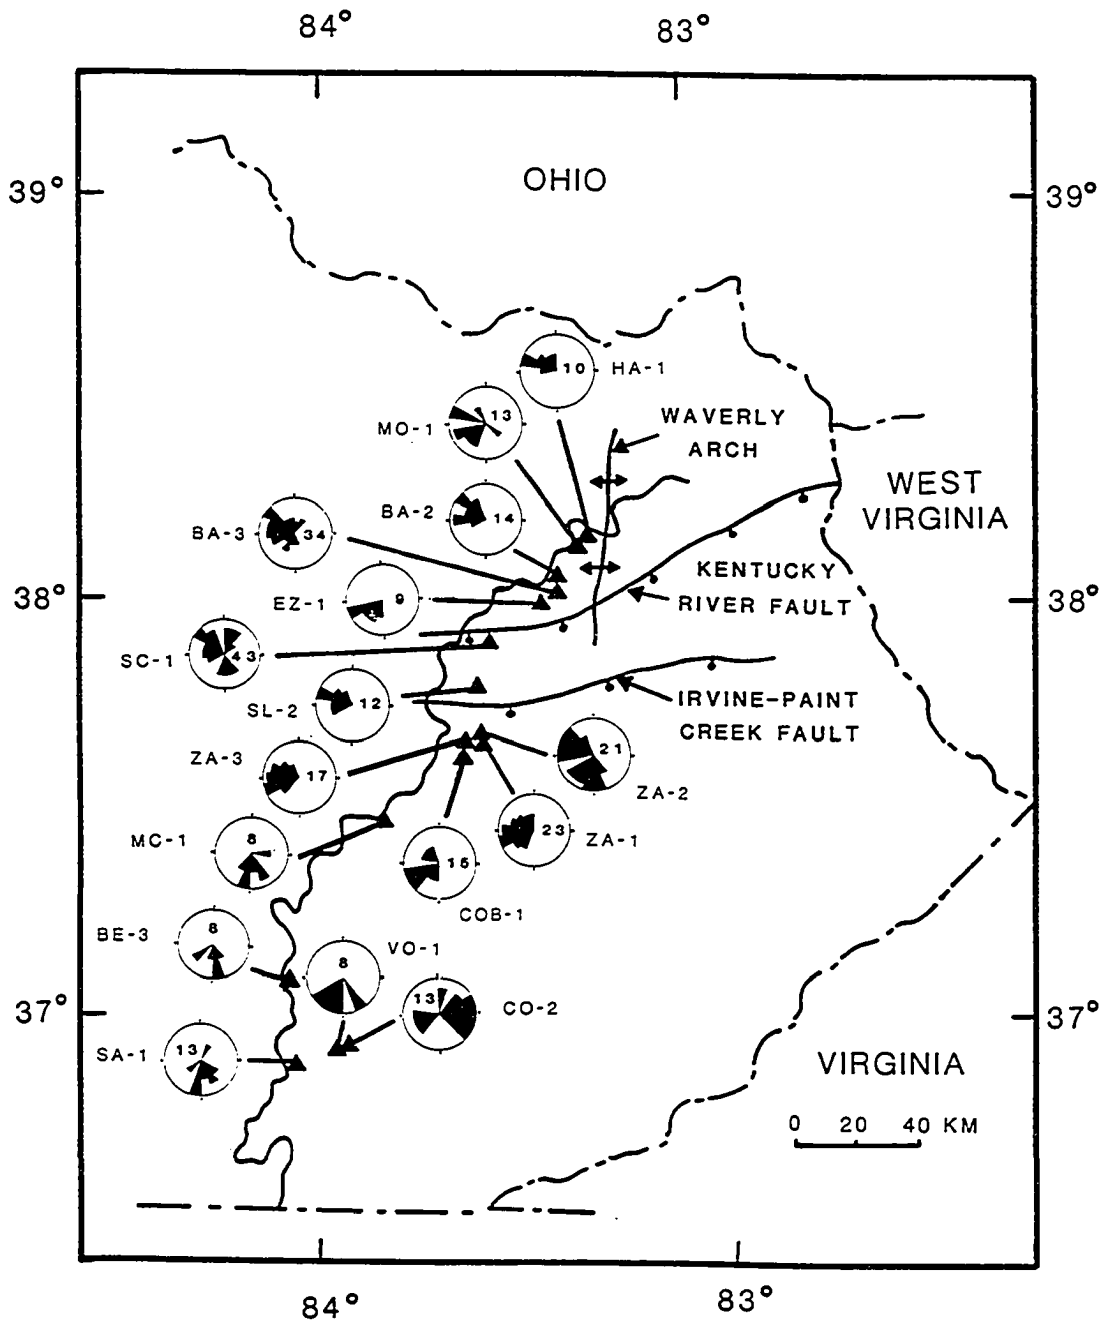 84°
83°
39°
OHIO
39°
10
HA-1
13
MO-1
WAVERLY
ARCH
BA-2
14
WEST
VIRGINIA
BA-3
34
KENTUCKY
RIVER FAULT
38°
EZ-1
9
38°
SC-1
43
SL-2
12
IRVINE-PAINT
CREEK FAULT
ZA-3
17
21
ZA-2
MC-1
8
23
ZA-1
15
COB-1
BE-3
8
VO-1
8
37°
13
CO-2
37°
SA-1
13
VIRGINIA
0 20 40 KM
84°
83°